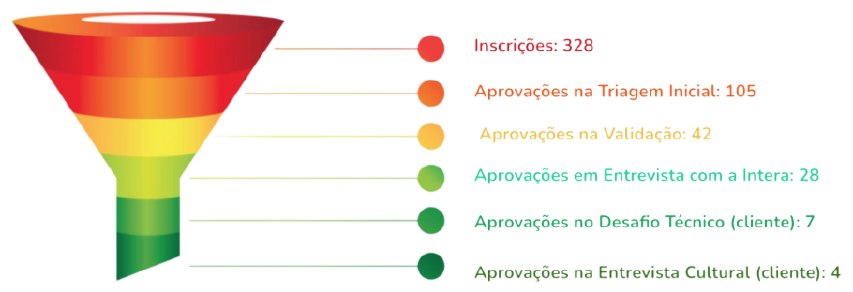 Inscrições: 328
Aprovações na Triagem Inicial: 105
Aprovações na Validação: 42
Aprovações em Entrevista com a Intera: 28
Aprovações no Desafio Técnico (cliente): 7
Aprovações na Entrevista Cultural (cliente): 4